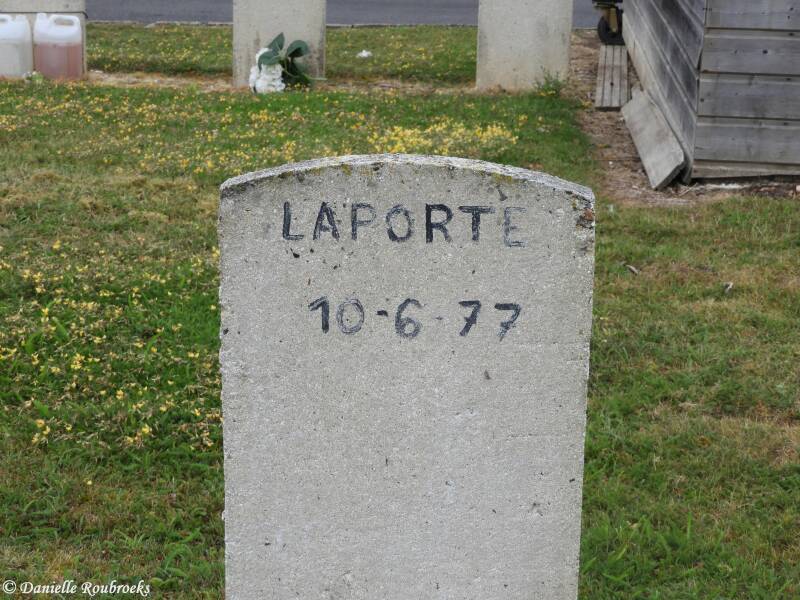 LAPORTE
10-6-77
© Danielle Roubroeks